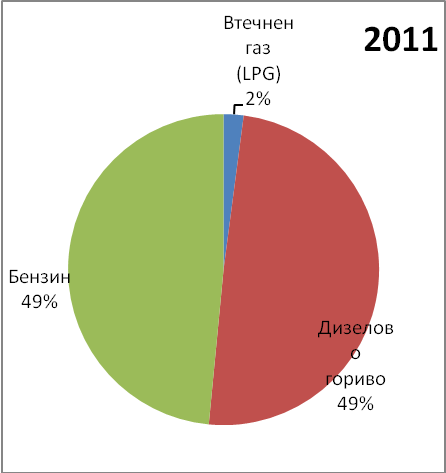 2011
Втечнен
газ
(LPG)
2%
Бензин
49%
Дизелов
о
гориво
49%